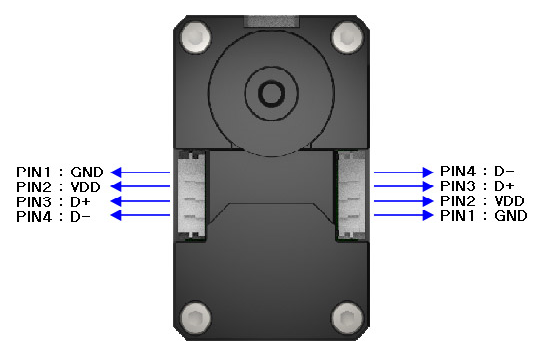 PIN1 : GND
PIN2 : VDD
PIN3 : D+
PIN4 : D-
PIN4 : D-
PIN3 : D+
PIN2 : VDD
PIN1 : GND